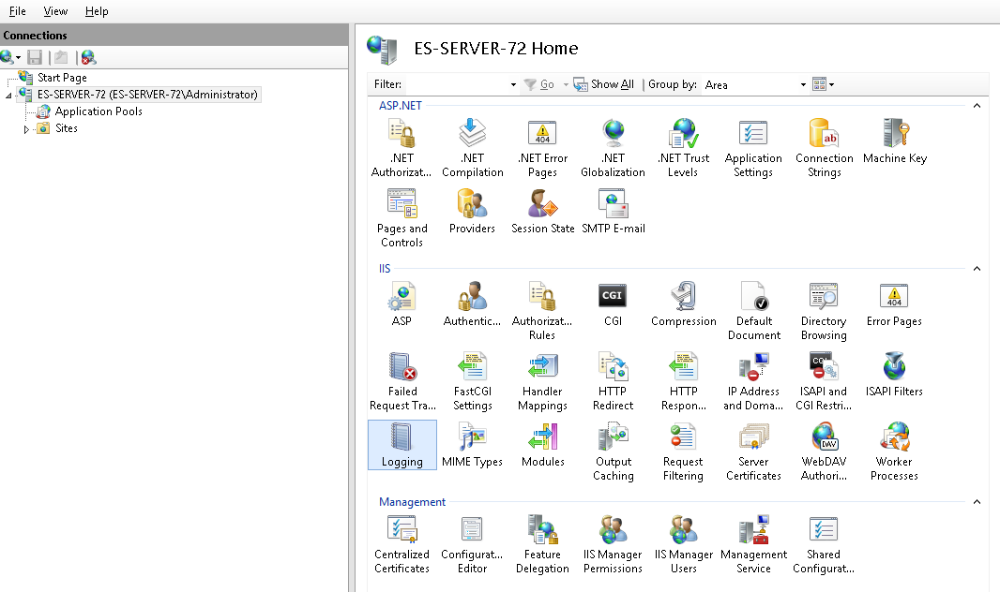 File View Help
Connections
Start Page
ES-SERVER-72 (ES-SERVER-72\Administrator)
Application Pools
Sites
ES-SERVER-72 Home
Filter: Go Show All Group by: Area
ASP.NET
.NET Authorizat...
.NET Compilation
.NET Error Pages
404
.NET Globalization
.NET Trust Levels
Application Settings
ab
Connection Strings
Machine Key
Pages and Controls
Providers
Session State
SMTP E-mail
IIS
ASP
Authentic...
Authorizat... Rules
CGI
CGI
Compression
Default Document
Directory Browsing
404
Error Pages
Failed Request Tra...
FastCGI Settings
Handler Mappings
HTTP Redirect
HTTP Respon...
IP Address and Doma...
ISAPI and CGI Restri...
ISAPI Filters
Logging
MIME Types
Modules
Output Caching
Request Filtering
Server Certificates
DAV
WebDAV Authori...
Worker Processes
Management
Centralized Certificates
Configurat... Editor
Feature Delegation
IIS Manager Permissions
IIS Manager Users
Management Service
Shared Configurat...